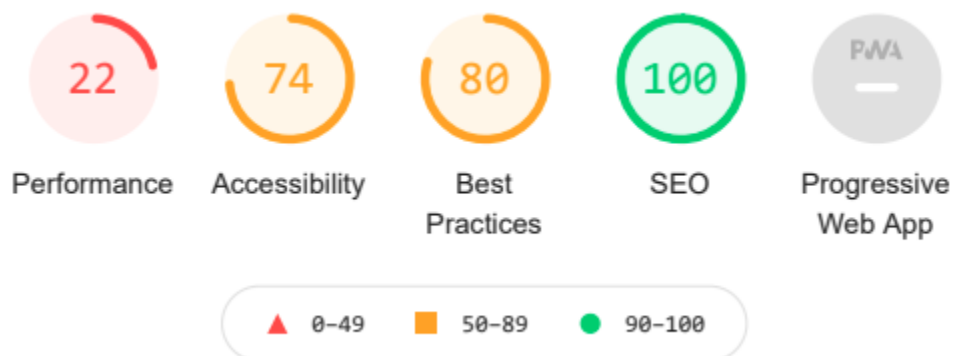 22 74 80 100 PWA
Performance Accessibility Best Practices SEO Progressive Web App
0–49 50–89 90–100